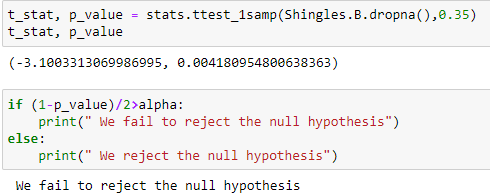 t_stat, p_value = stats.ttest_1samp(Shingles.B.dropna(),0.35)
t_stat, p_value
(-3.1003313069986995, 0.004180954800638363)
if (1-p_value)/2>alpha:
    print(" We fail to reject the null hypothesis")
else:
    print(" We reject the null hypothesis")
 We fail to reject the null hypothesis